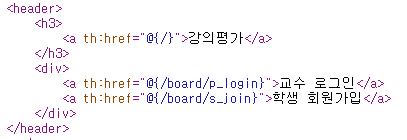 <header>
<h3>
<a th:href="@{/}">강의평가</a>
</h3>
<div>
<a th:href="@{/board/p_login}">교수 로그인</a>
<a th:href="@{/board/s_join}">학생 회원가입</a>
</div>
</header>